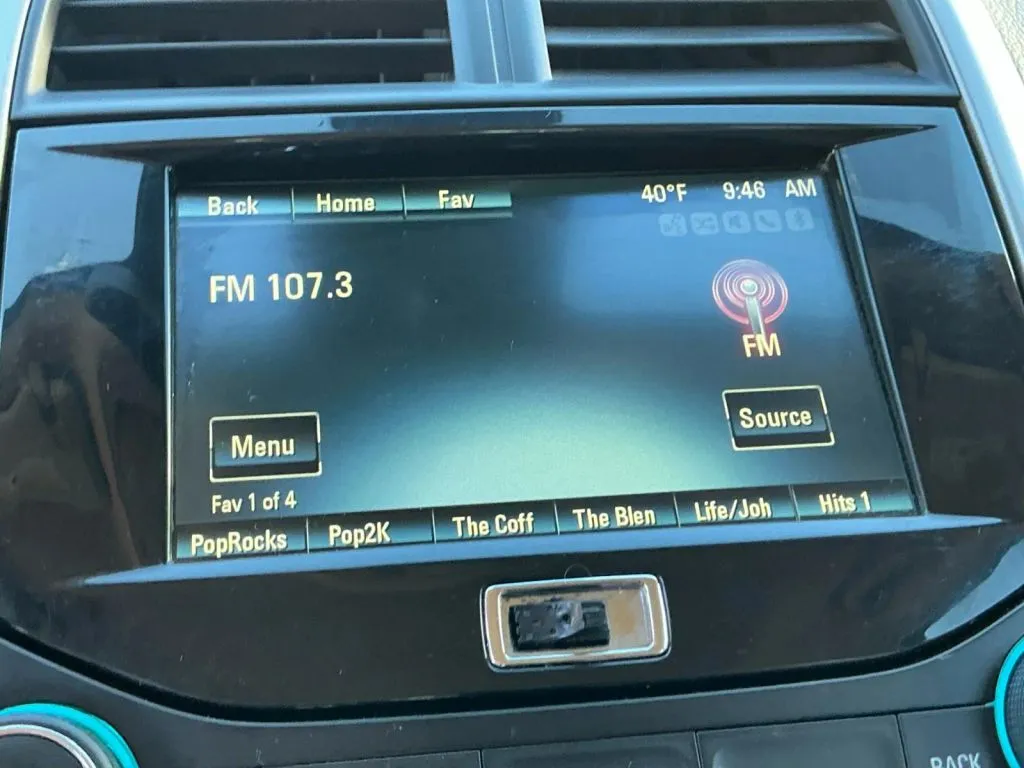 Back Home Fav 40°F 9:46 AM
FM 107.3
FM
Menu Source
Fav 1 of 4
PopRocks Pop2K The Coff The Blen Life/Joh Hits 1
BACK